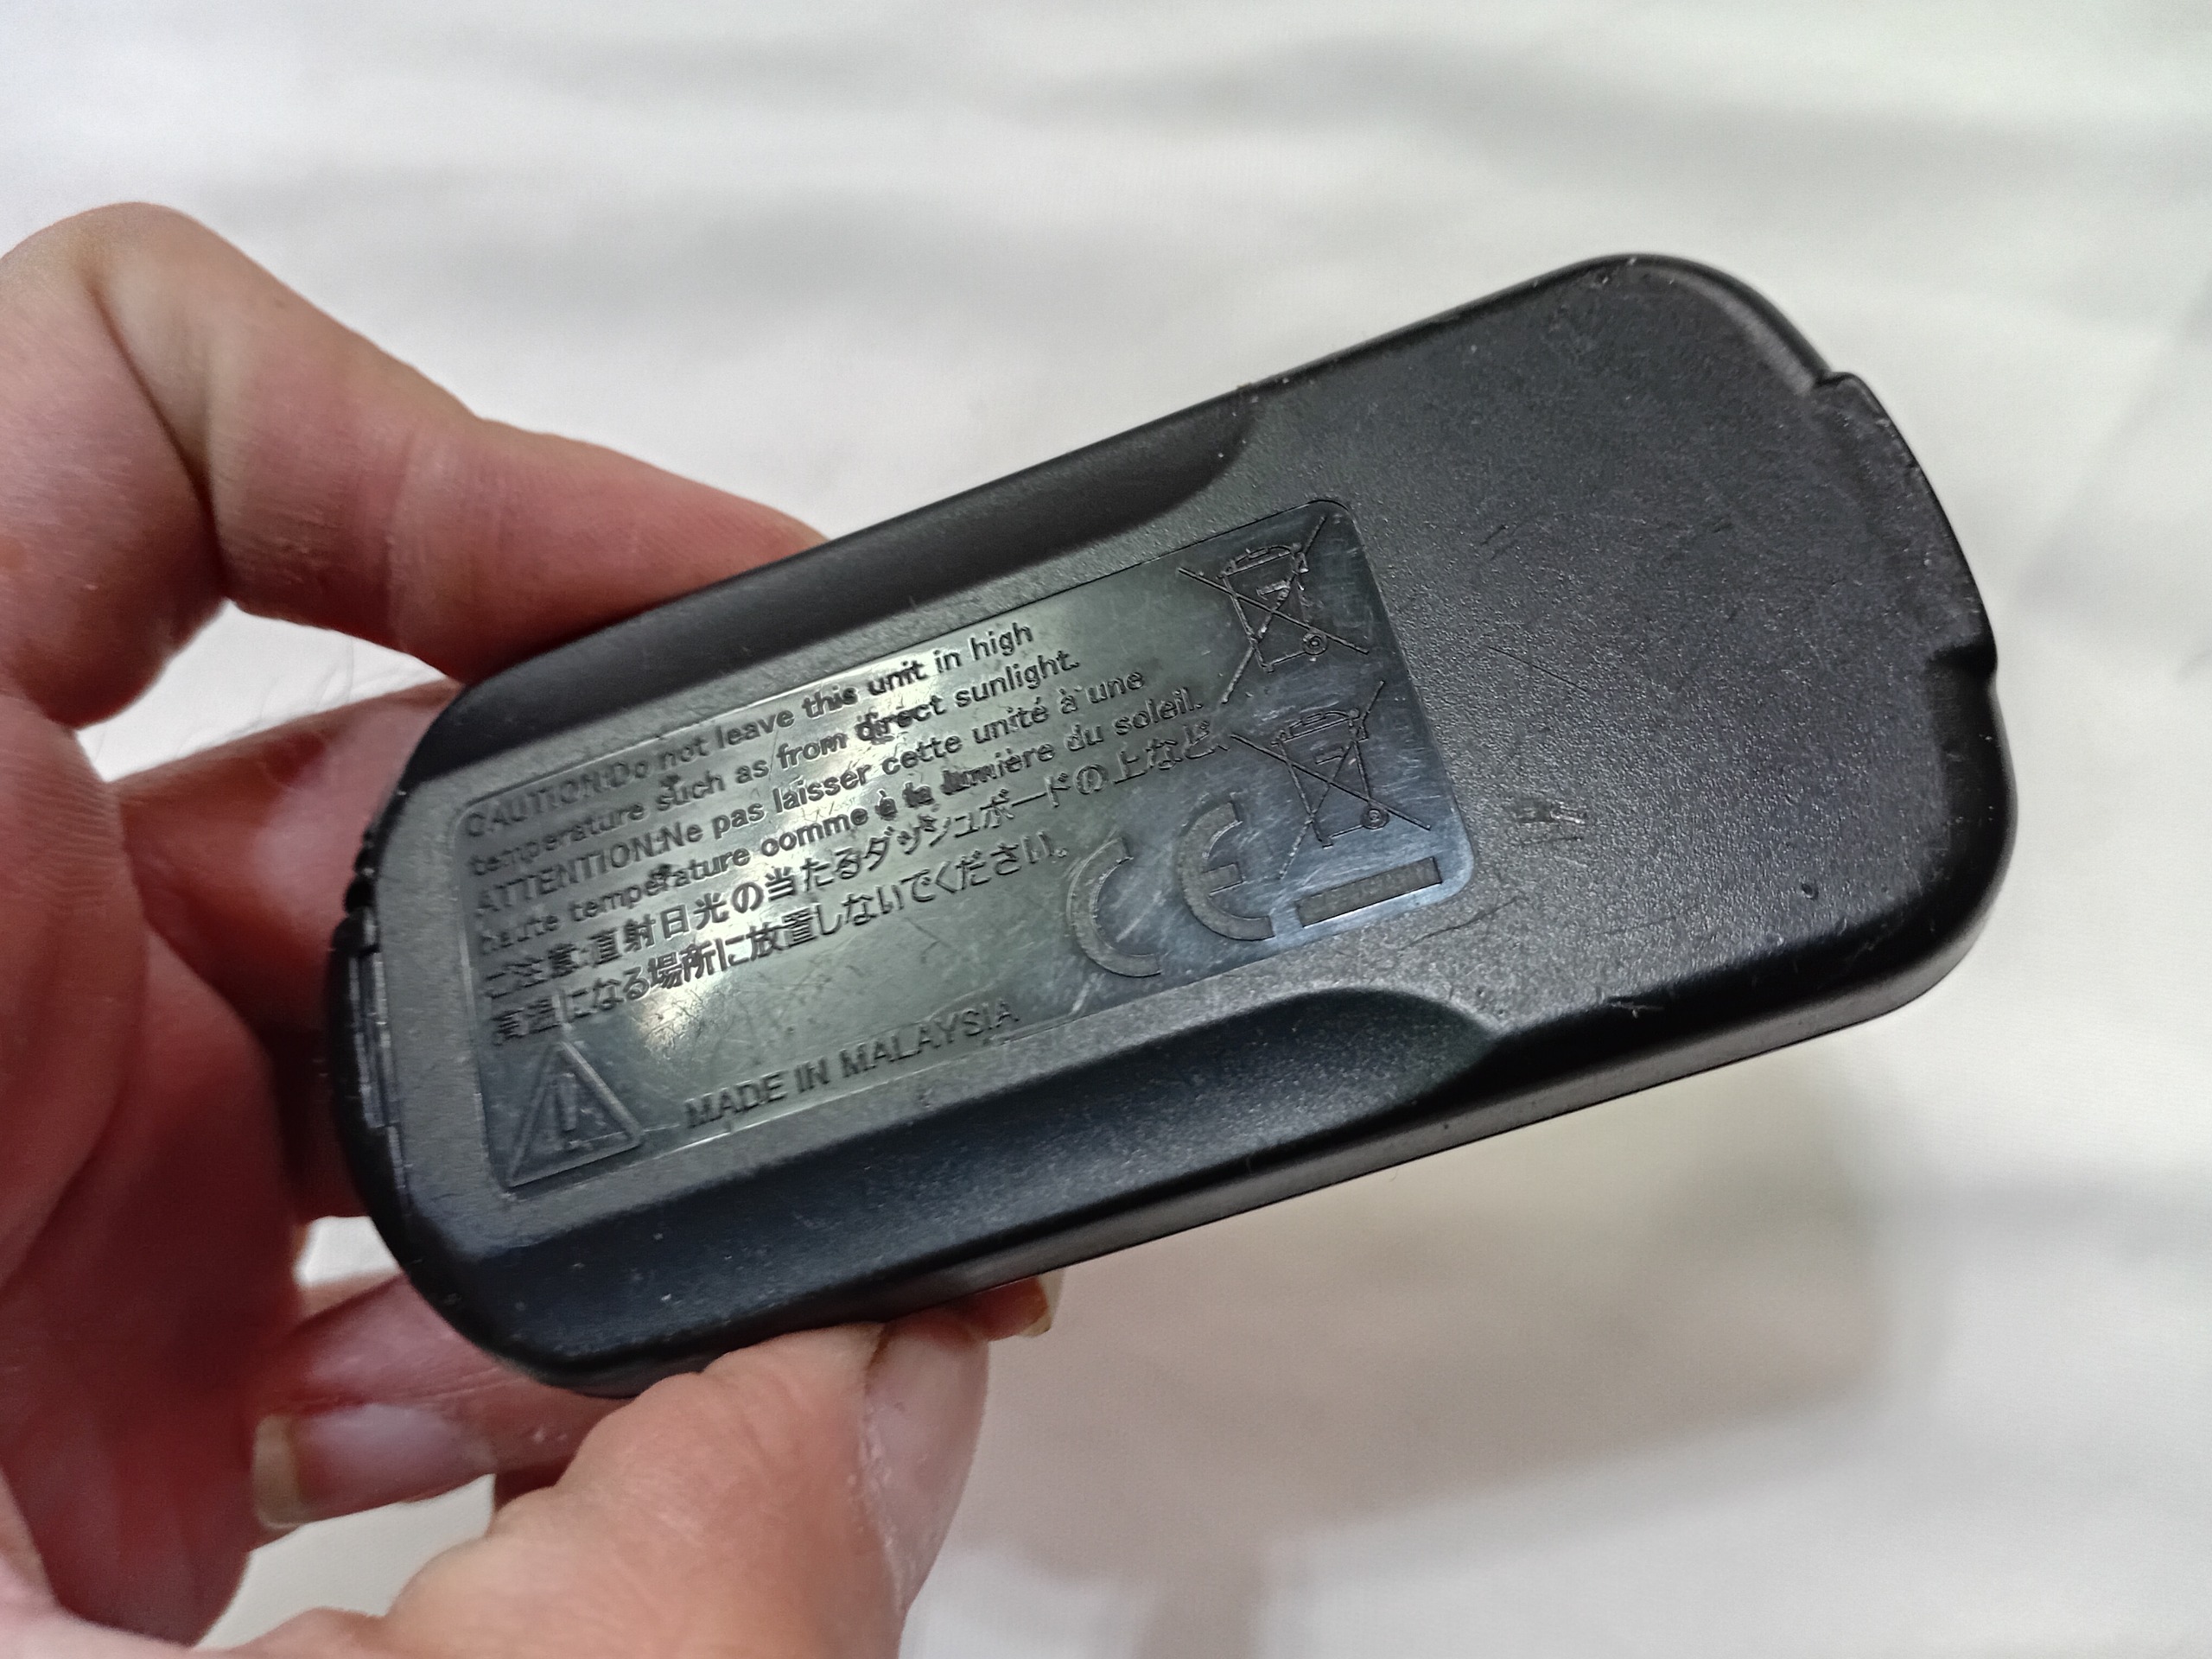 CAUTION:Do not leave this unit in high
temperature such as from direct sunlight.
ATTENTION:Ne pas laisser cette unité à une
haute température comme à la lumière du soleil.
ご注意:直射日光の当たるダッシュボードの上など、
高温になる場所に放置しないでください。
CE
MADE IN MALAYSIA